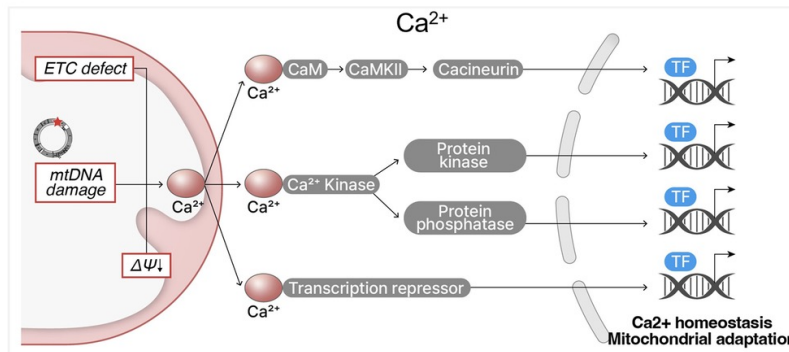 Ca²⁺
ETC defect
mtDNA
damage
ΔΨ↓
Ca²⁺
Ca²⁺
CaM
CaMKII
Cacineurin
TF
Ca²⁺
Ca²⁺ Kinase
Protein
kinase
TF
Protein
phosphatase
TF
Ca²⁺
Transcription repressor
TF
Ca2+ homeostasis
Mitochondrial adaptation